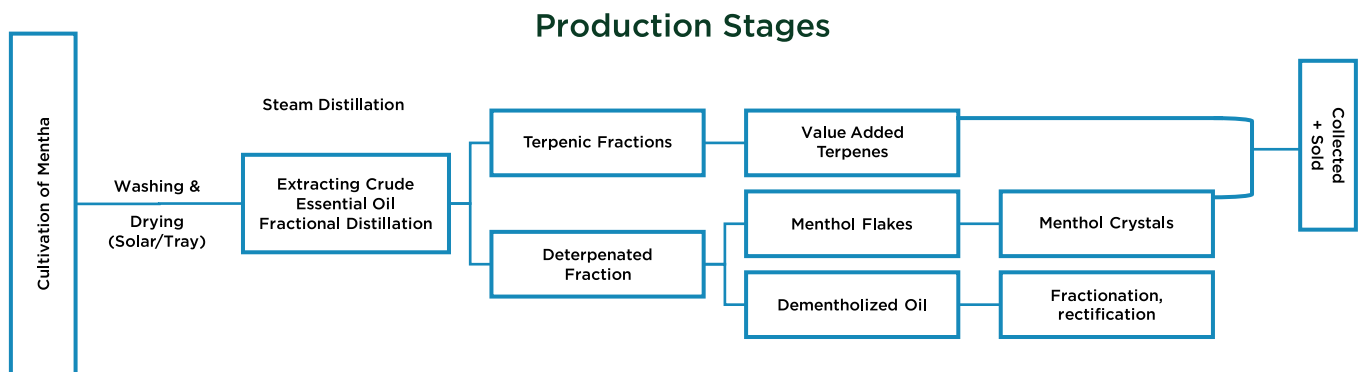 Production Stages
Cultivation of Mentha
Washing &
Drying
(Solar/Tray)
Steam Distillation
Extracting Crude
Essential Oil
Fractional Distillation
Terpenic Fractions
Value Added
Terpenes
Deterpenated
Fraction
Menthol Flakes
Menthol Crystals
Dementholized Oil
Fractionation,
rectification
Collected
+ Sold